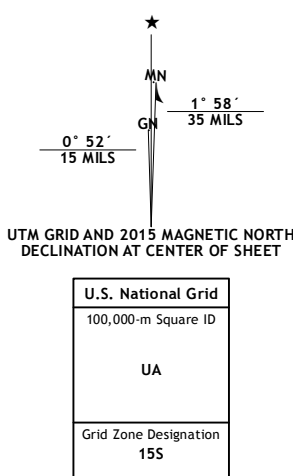 MN
1° 58´
35 MILS
GN
0° 52´
15 MILS
UTM GRID AND 2015 MAGNETIC NORTH
DECLINATION AT CENTER OF SHEET
U.S. National Grid
100,000-m Square ID
UA
Grid Zone Designation
15S